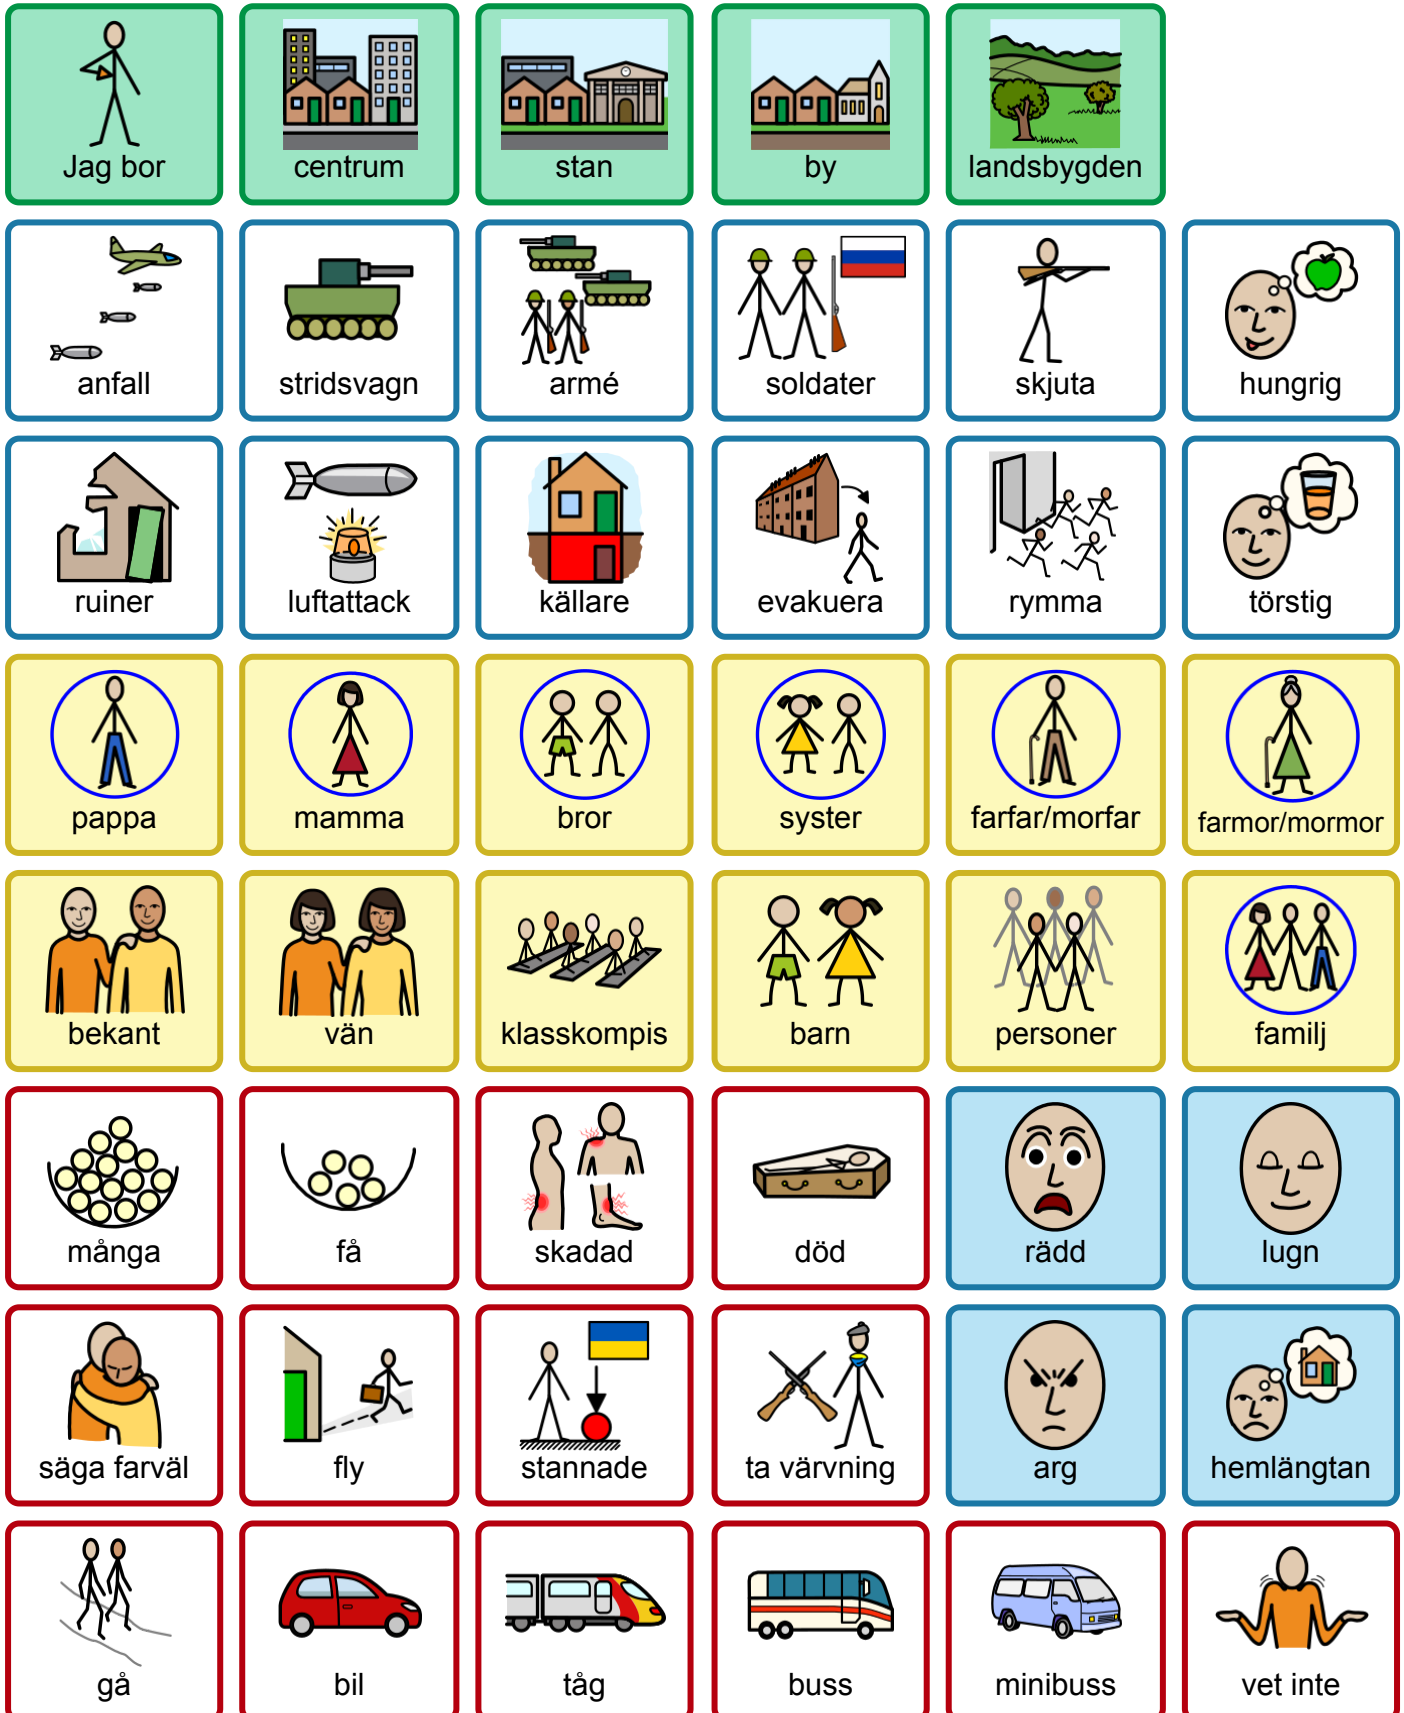 Jag bor
centrum
stan
by
landsbygden
anfall
stridsvagn
armé
soldater
skjuta
hungrig
ruiner
luftattack
källare
evakuera
rymma
törstig
pappa
mamma
bror
syster
farfar/morfar
farmor/mormor
bekant
vän
klasskompis
barn
personer
familj
många
få
skadad
död
rädd
lugn
säga farväl
fly
stannade
ta värvning
arg
hemlängtan
gå
bil
tåg
buss
minibuss
vet inte